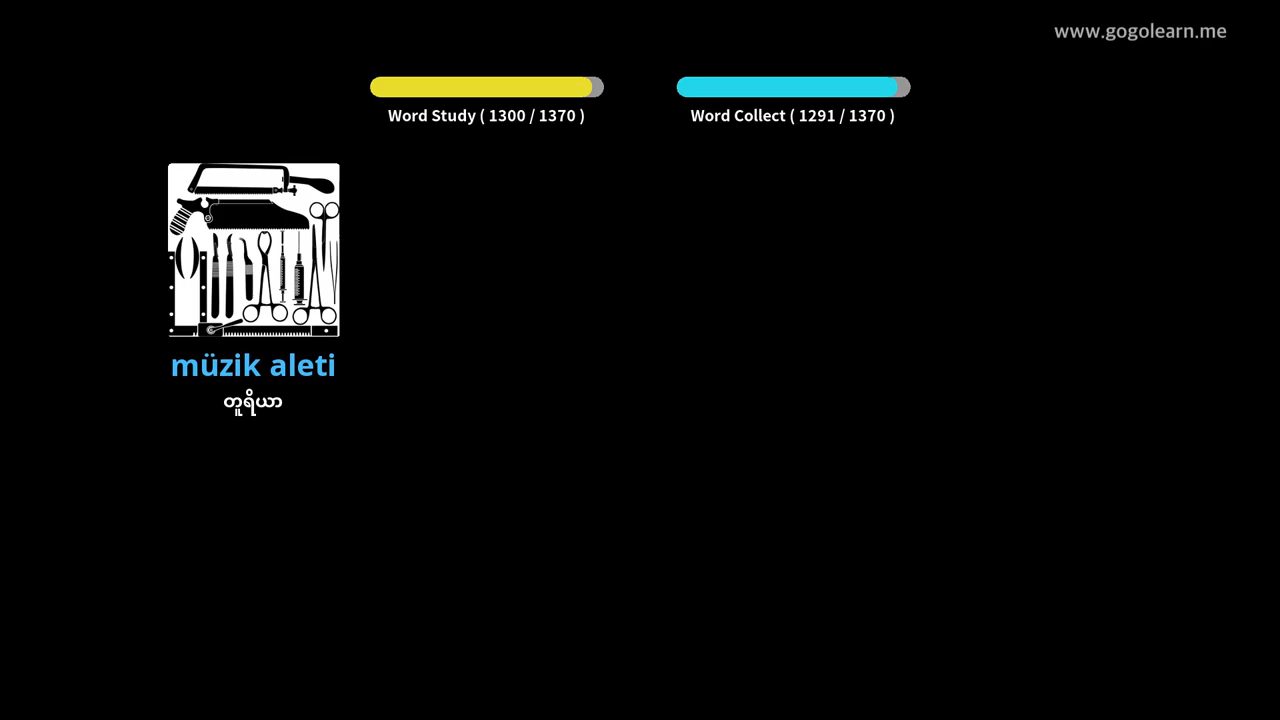 www.gogolearn.me
Word Study ( 1300 / 1370 )
Word Collect ( 1291 / 1370 )
müzik aleti
တူရိယာ